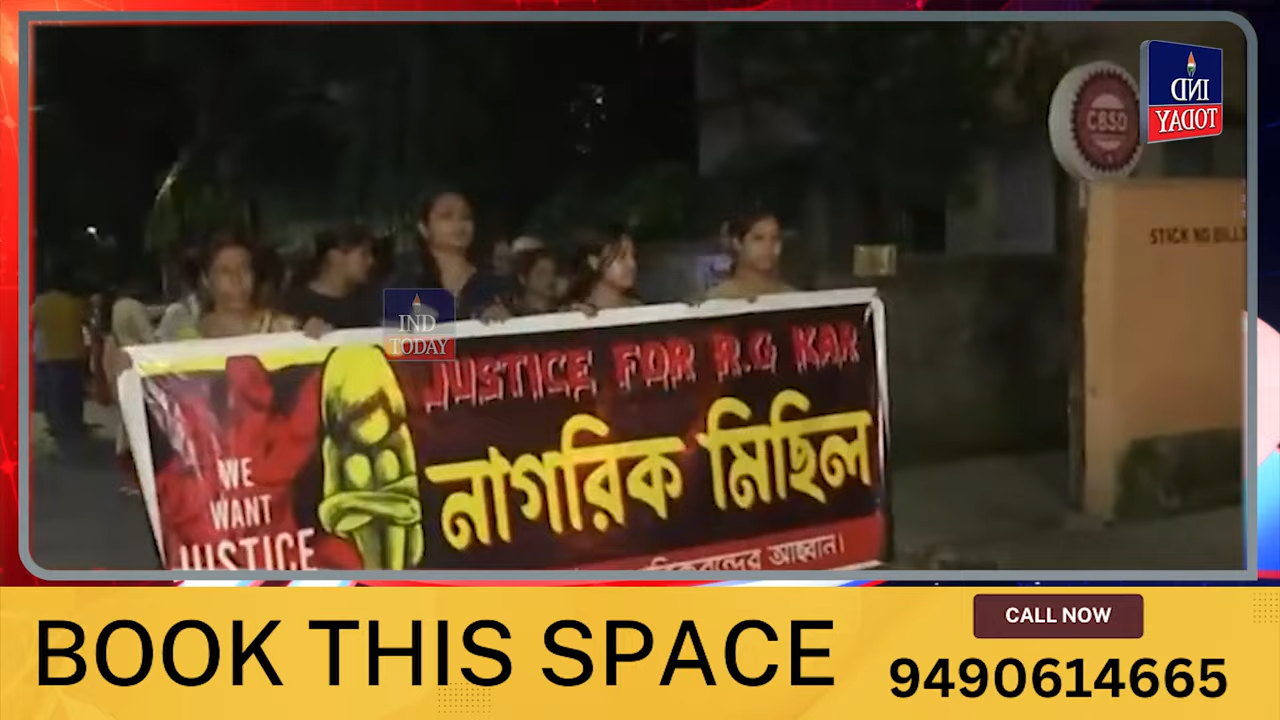 IND
TODAY
CBSO
STICK NO BILLS
IND
TODAY
JUSTICE FOR R.G KAR
নাগরিক মিছিল
WE
WANT
JUSTICE
আহ্বান।
BOOK THIS SPACE
CALL NOW
9490614665